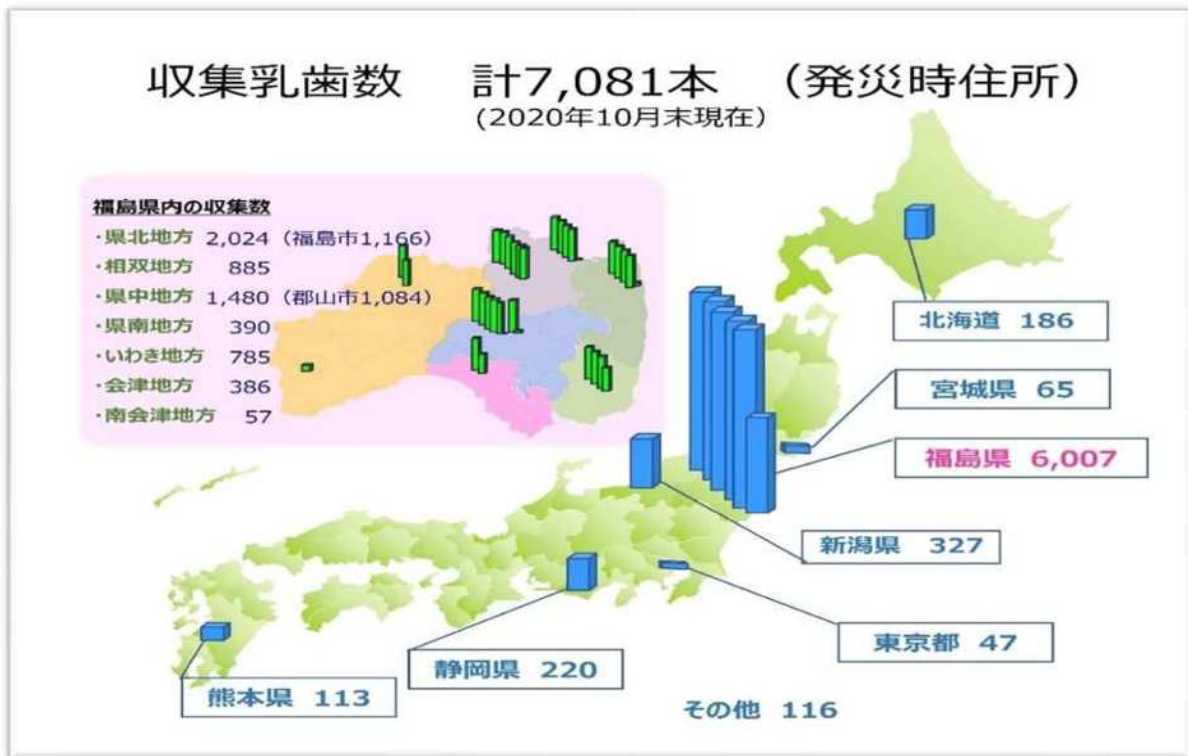 収集乳歯数 計7,081本 (発災時住所)
(2020年10月末現在)
福島県内の収集数
・県北地方 2,024 (福島市1,166)
・相双地方 885
・県中地方 1,480 (郡山市1,084)
・県南地方 390
・いわき地方 785
・会津地方 386
・南会津地方 57
北海道 186
宮城県 65
福島県 6,007
新潟県 327
東京都 47
静岡県 220
熊本県 113
その他 116